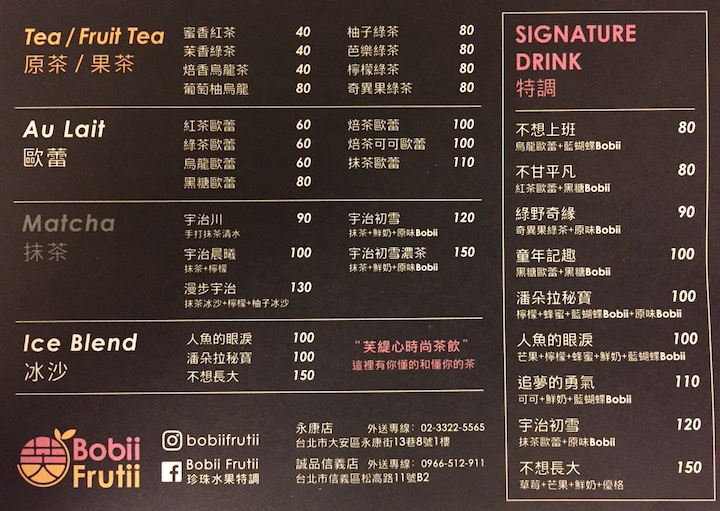 Tea / Fruit Tea
原茶 / 果茶
蜜香紅茶 40 柚子綠茶 80
茉香綠茶 40 芭樂綠茶 80
焙香烏龍茶 40 檸檬綠茶 80
葡萄柚烏龍 80 奇異果綠茶 80
Au Lait
歐蕾
紅茶歐蕾 60 焙茶歐蕾 100
綠茶歐蕾 60 焙茶可可歐蕾 100
烏龍歐蕾 60 抹茶歐蕾 110
黑糖歐蕾 80
Matcha
抹茶
宇治川 90 宇治初雪 120
手打抹茶清水 抹茶+鮮奶+原味Bobii
宇治晨曦 100 宇治初雪濃茶 150
抹茶+檸檬 抹茶+鮮奶+原味Bobii
漫步宇治 130
抹茶冰沙+檸檬+柚子冰沙
Ice Blend
冰沙
人魚的眼淚 100
潘朵拉秘寶 100
不想長大 150
“芙緹心時尚茶飲”
這裡有你懂的和懂你的茶
SIGNATURE
DRINK
特調
不想上班 80
烏龍歐蕾+藍蝴蝶Bobii
不甘平凡 80
紅茶歐蕾+黑糖Bobii
綠野奇緣 90
奇異果綠茶+原味Bobii
童年記趣 100
黑糖歐蕾+黑糖Bobii
潘朵拉秘寶 100
檸檬+蜂蜜+藍蝴蝶Bobii+原味Bobii
人魚的眼淚 100
芒果+檸檬+蜂蜜+鮮奶+藍蝴蝶Bobii
追夢的勇氣 110
可可+鮮奶+藍蝴蝶Bobii
宇治初雪 120
抹茶歐蕾+原味Bobii
不想長大 150
草莓+芒果+鮮奶+優格
Bobii
Frutii
bobiifrutii
Bobii Frutii
珍珠水果特調
永康店 外送專線: 02-3322-5565
台北市大安區永康街13巷8號1樓
誠品信義店 外送專線: 0966-512-911
台北市信義區松高路11號B2